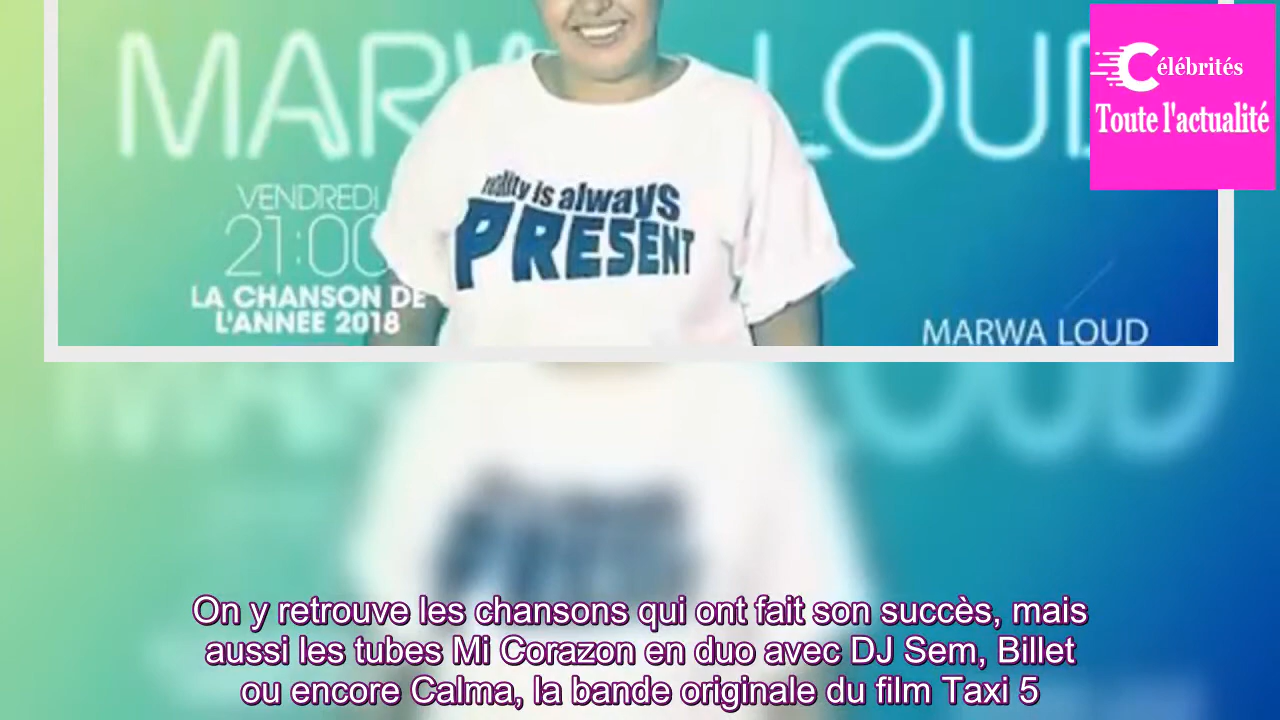 MARWA LOUD
Célébrités
Toute l'actualité
VENDREDI
21:00
LA CHANSON DE
L'ANNÉE 2018
reality is always
PRESENT
MARWA LOUD
On y retrouve les chansons qui ont fait son succès, mais
aussi les tubes Mi Corazon en duo avec DJ Sem, Billet
ou encore Calma, la bande originale du film Taxi 5